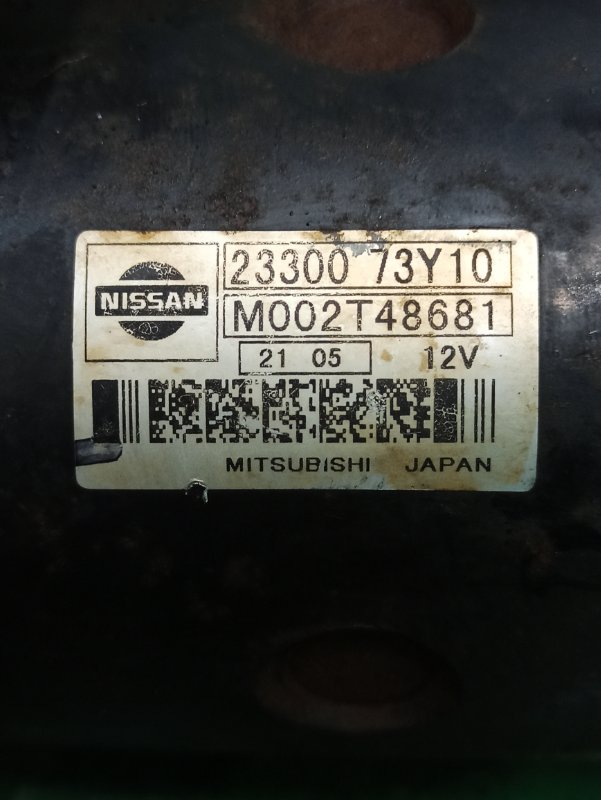 NISSAN
23300 73Y10
M002T48681
21 05 12V
MITSUBISHI JAPAN